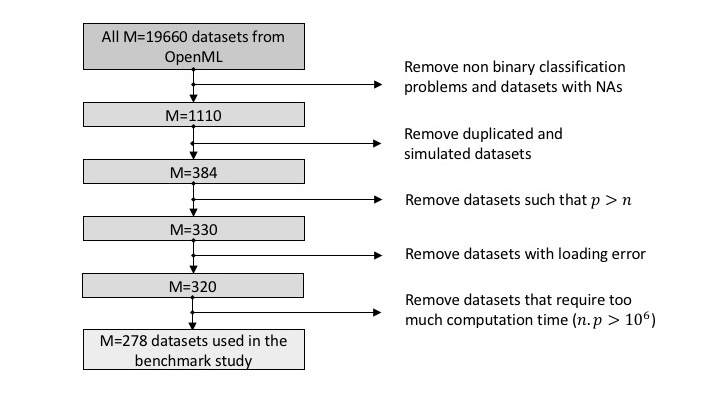 All M=19660 datasets from
OpenML
Remove non binary classification
problems and datasets with NAs
M=1110
Remove duplicated and
simulated datasets
M=384
Remove datasets such that p > n
M=330
Remove datasets with loading error
M=320
Remove datasets that require too
much computation time (n.p > 10⁶)
M=278 datasets used in the
benchmark study